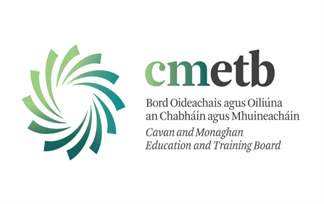 cmetb
Bord Oideachais agus Oiliúna
an Chabháin agus Mhuineacháin
Cavan and Monaghan
Education and Training Board